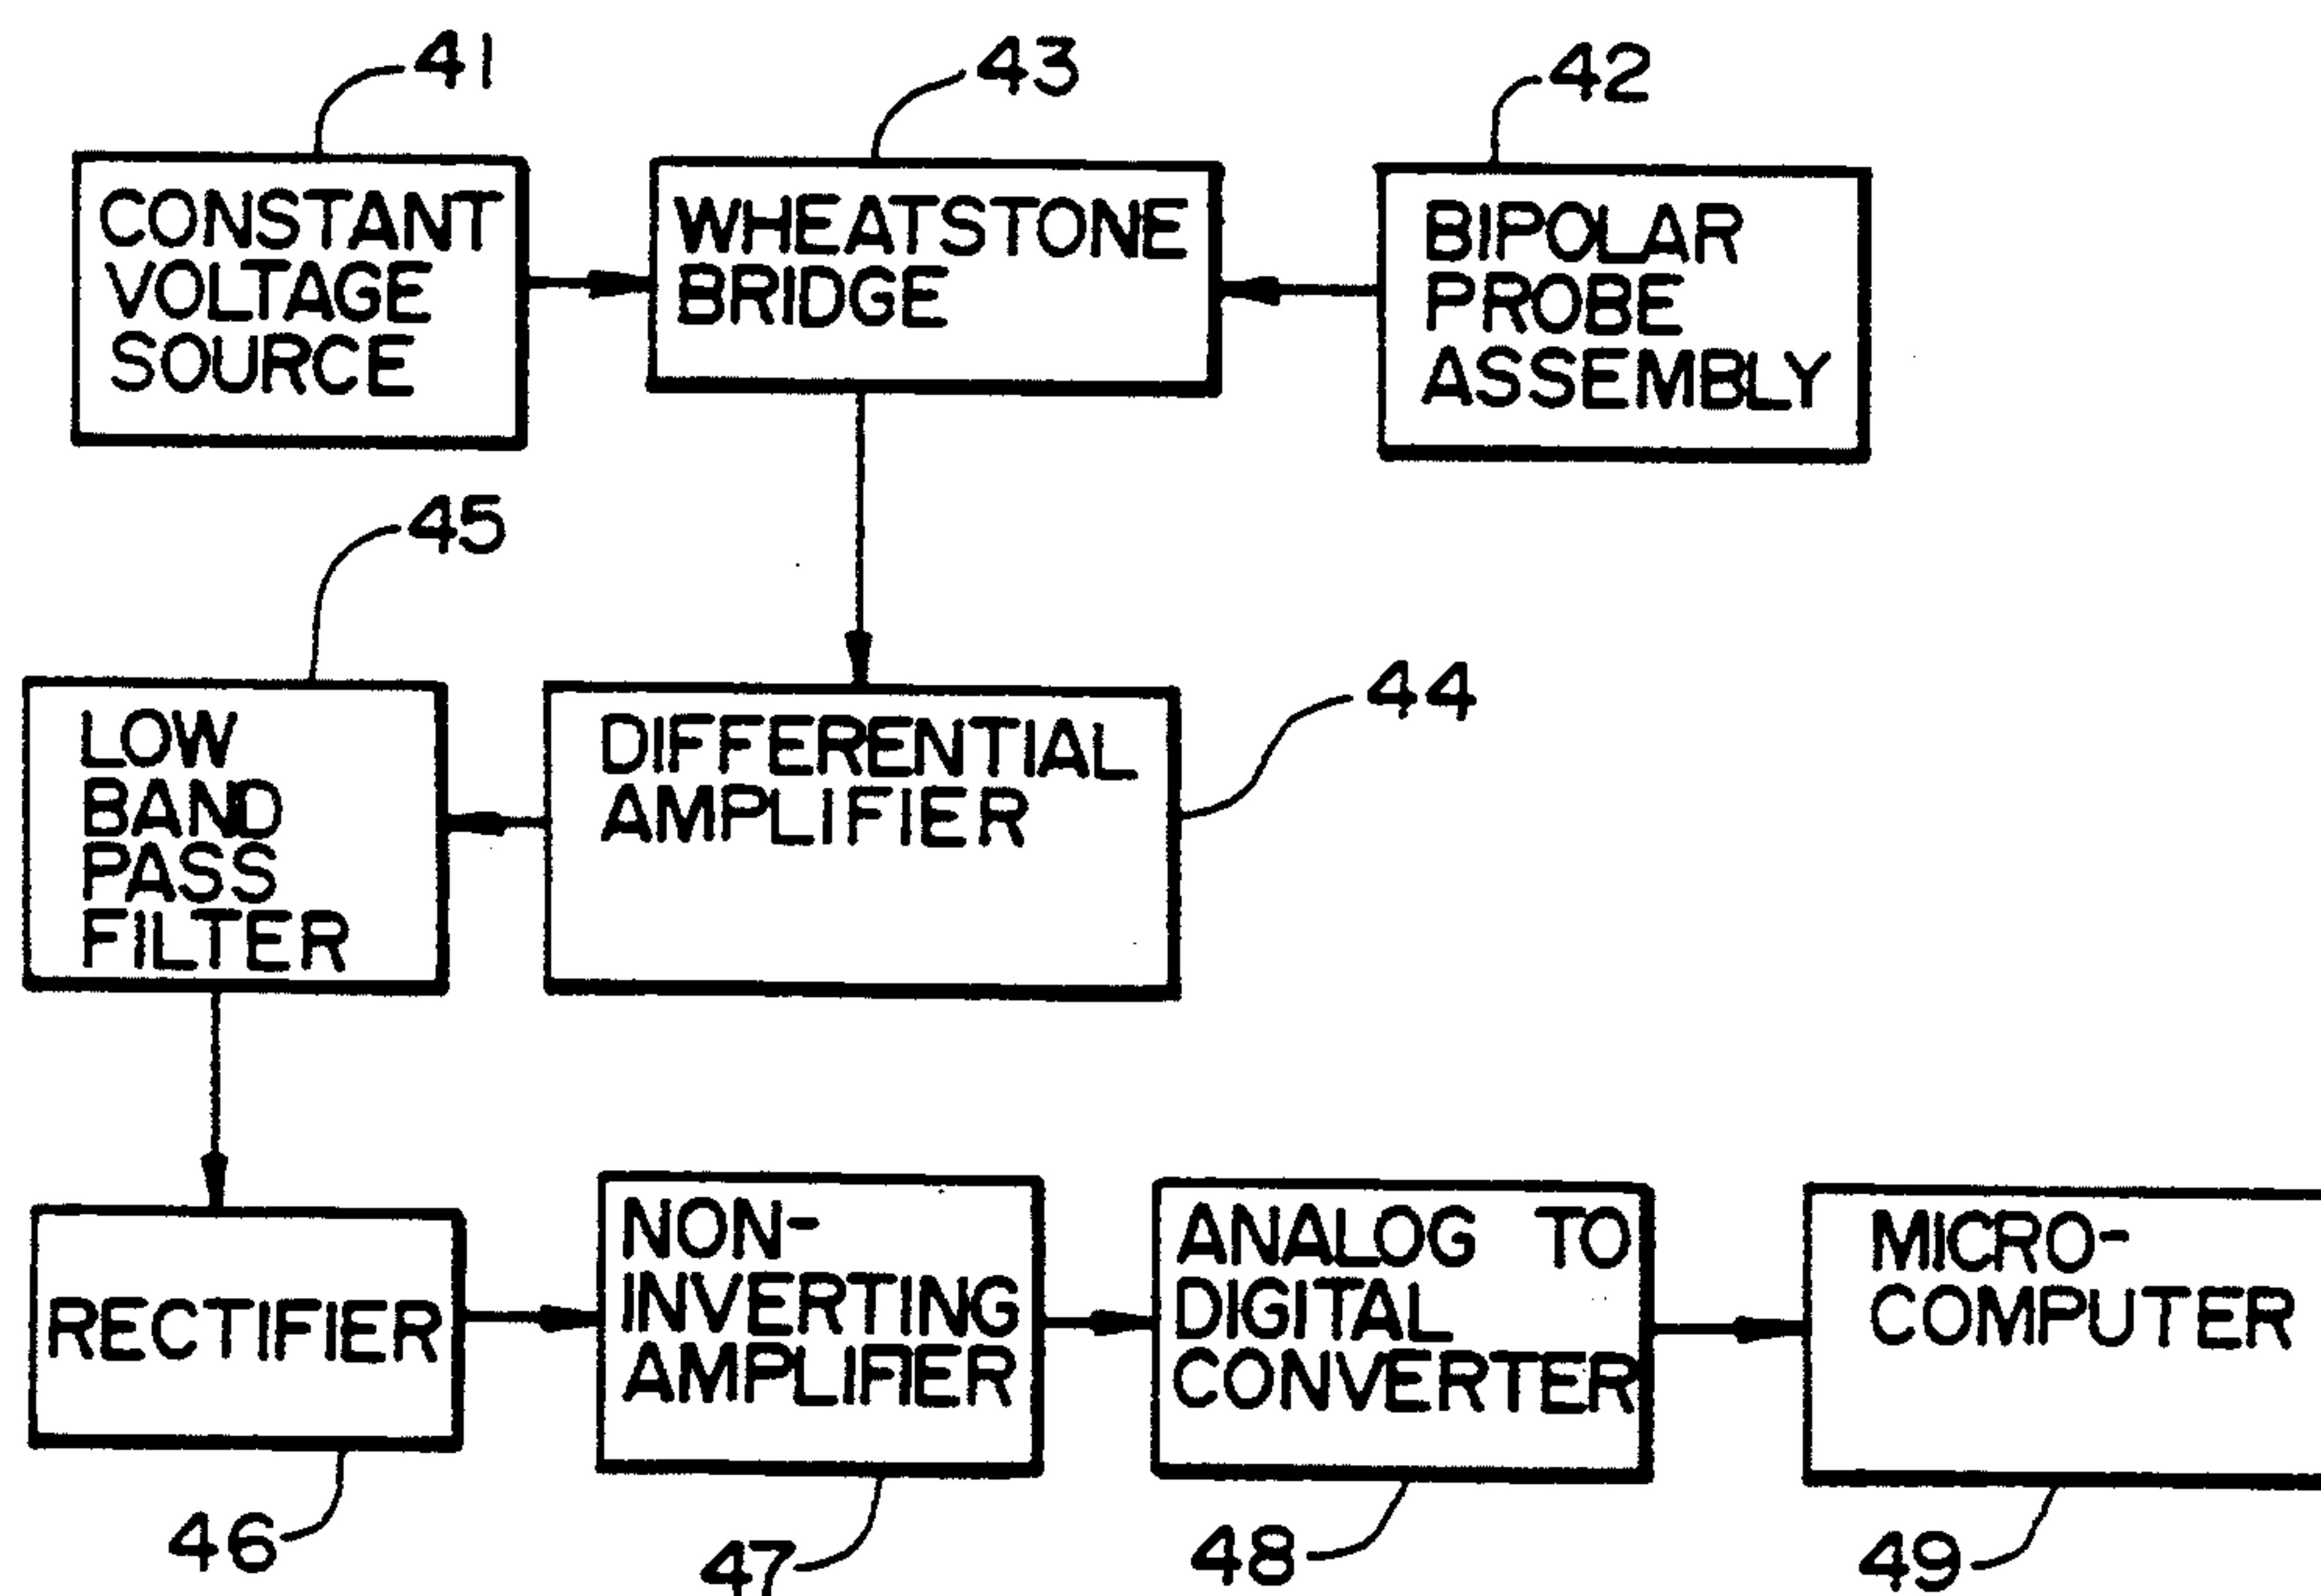 41
43
42
CONSTANT
VOLTAGE
SOURCE
WHEATSTONE
BRIDGE
BIPOLAR
PROBE
ASSEMBLY
45
44
LOW
BAND
PASS
FILTER
DIFFERENTIAL
AMPLIFIER
RECTIFIER
NON-
INVERTING
AMPLIFIER
ANALOG TO
DIGITAL
CONVERTER
MICRO-
COMPUTER
46
47
48
49